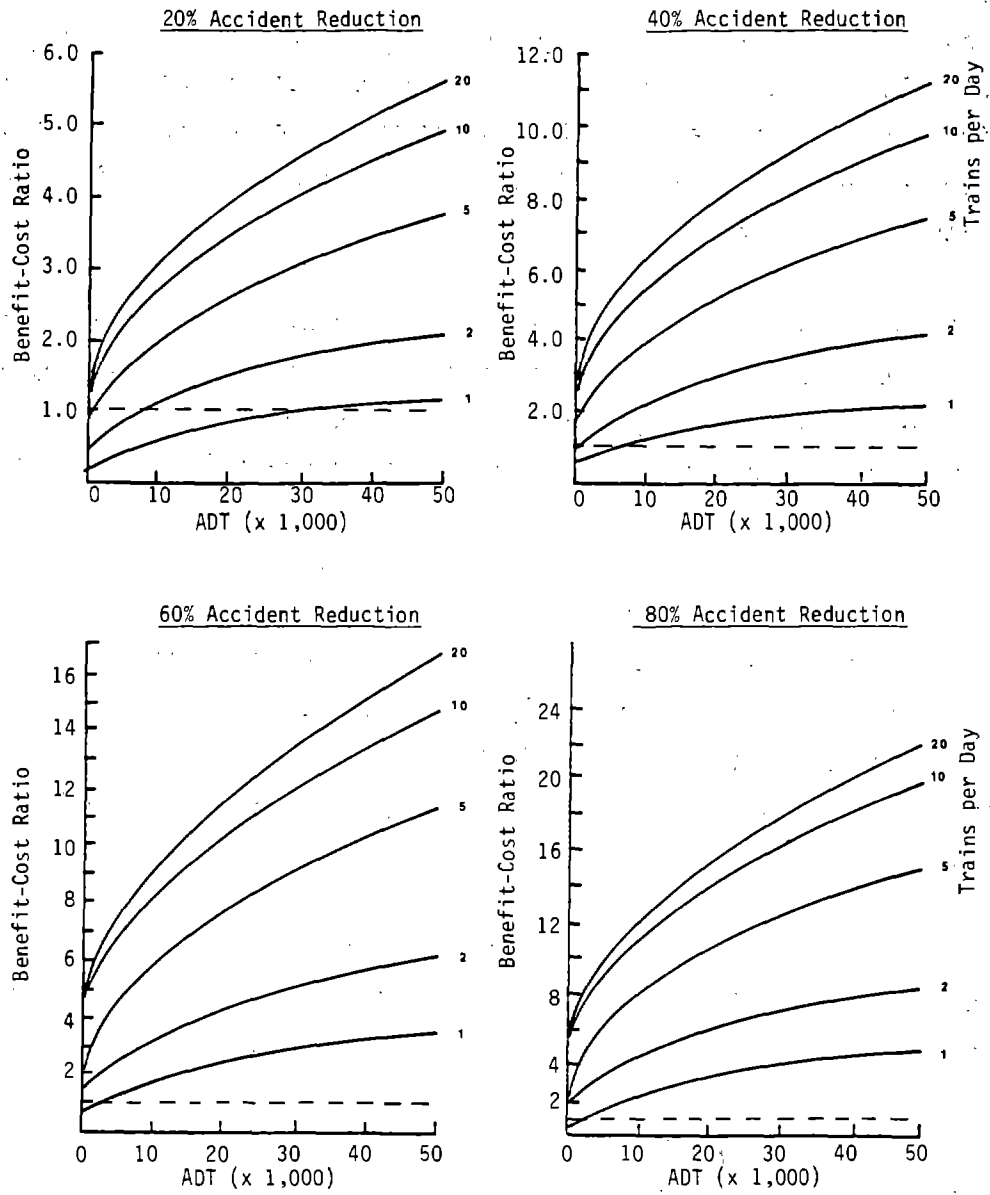 20% Accident Reduction
6.0
5.0
4.0
3.0
2.0
1.0
Benefit-Cost Ratio
20
10
5
2
1
0 10 20 30 40 50
ADT (x 1,000)
40% Accident Reduction
12.0
10.0
8.0
6.0
4.0
2.0
Benefit-Cost Ratio
20
10
5
2
1
Trains per Day
0 10 20 30 40 50
ADT (x 1,000)
60% Accident Reduction
16
14
12
10
8
6
4
2
Benefit-Cost Ratio
20
10
5
2
1
0 10 20 30 40 50
ADT (x 1,000)
80% Accident Reduction
24
20
16
12
8
4
2
Benefit-Cost Ratio
20
10
5
2
1
Trains per Day
0 10 20 30 40 50
ADT (x 1,000)